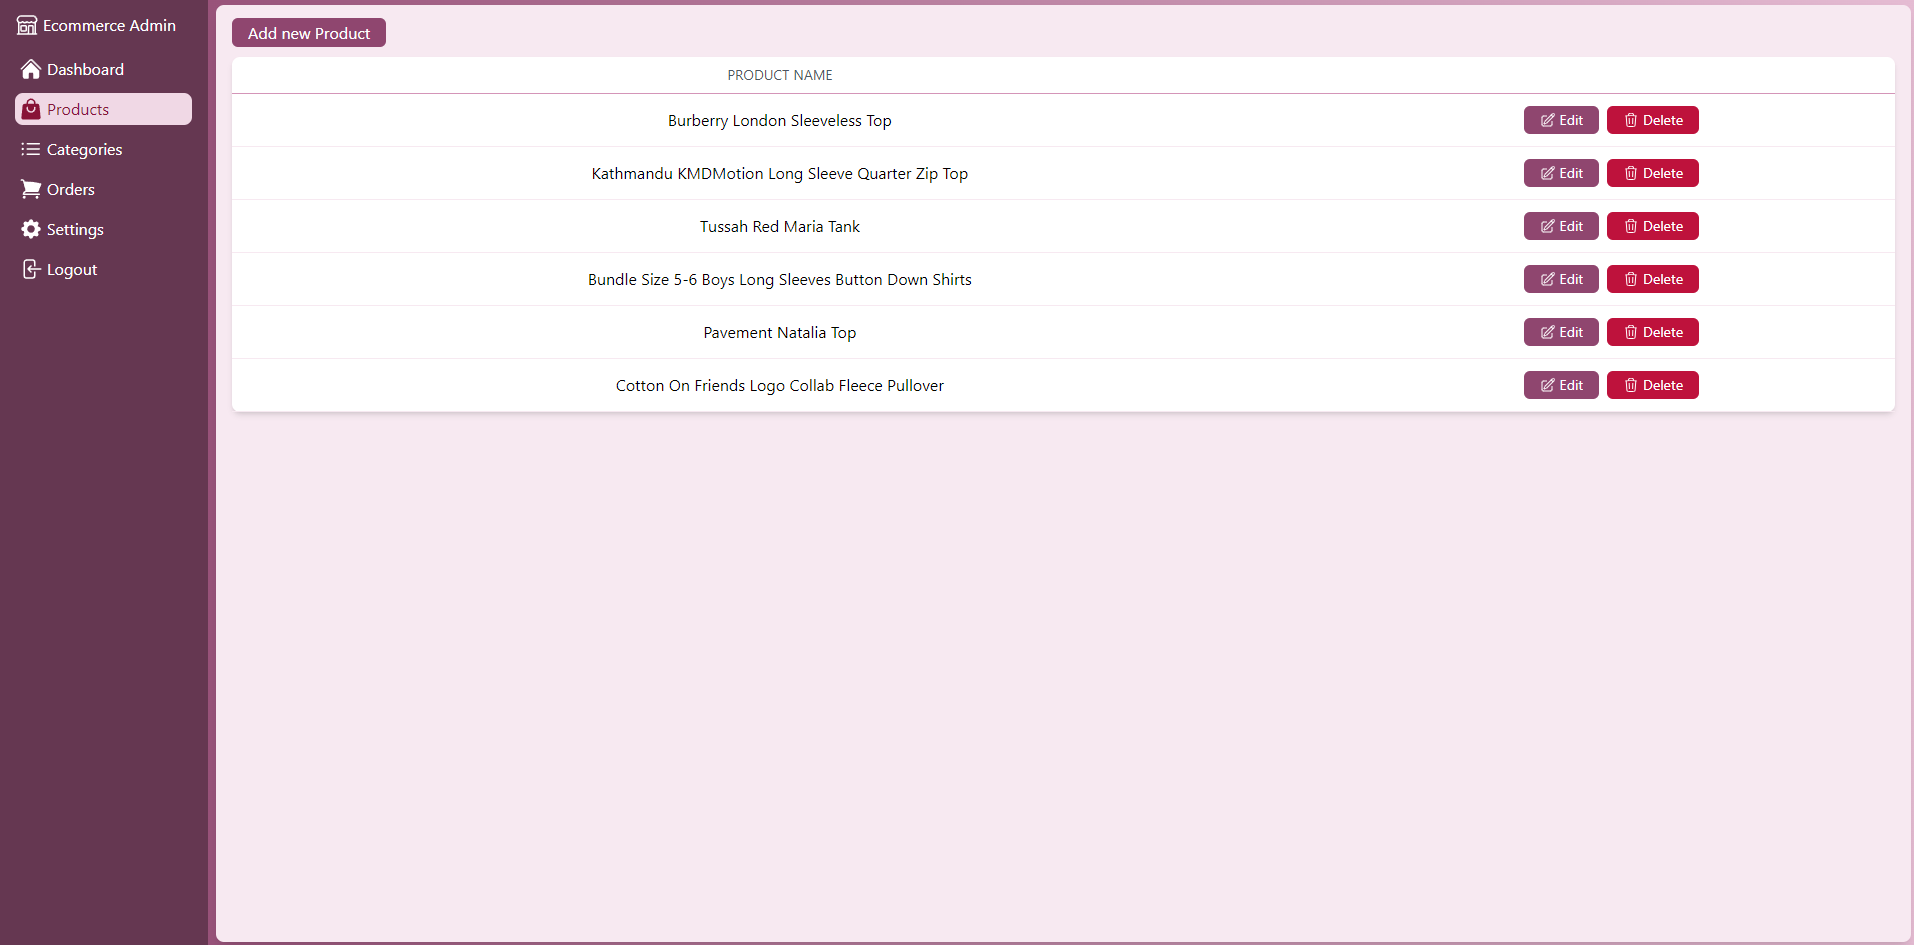 Ecommerce Admin
Dashboard
Products
Categories
Orders
Settings
Logout
Add new Product
PRODUCT NAME
Burberry London Sleeveless Top Edit Delete
Kathmandu KMDMotion Long Sleeve Quarter Zip Top Edit Delete
Tussah Red Maria Tank Edit Delete
Bundle Size 5-6 Boys Long Sleeves Button Down Shirts Edit Delete
Pavement Natalia Top Edit Delete
Cotton On Friends Logo Collab Fleece Pullover Edit Delete